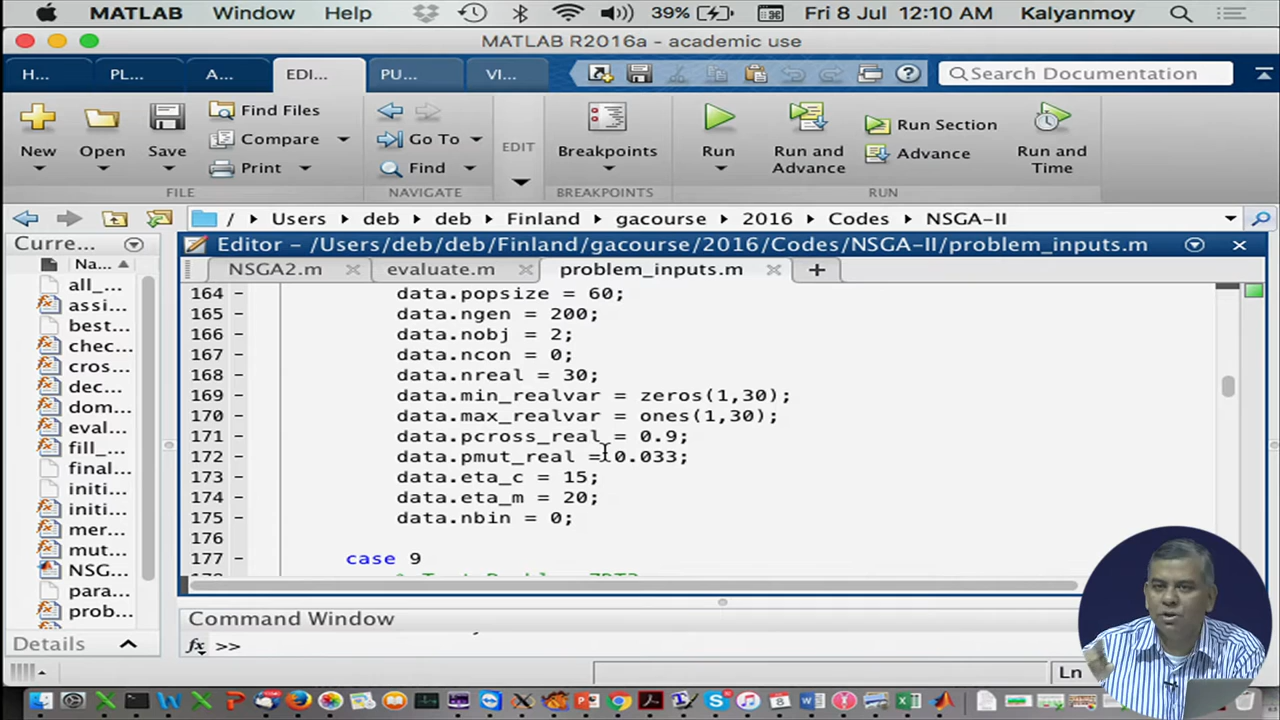 MATLAB Window Help 39% Fri 8 Jul 12:10 AM Kalyanmoy
MATLAB R2016a - academic use
H... PL... A... EDI... PU... VI... Search Documentation
New Open Save Find Files Compare Print
Go To Find
EDIT
Breakpoints
Run Run and Advance Run Section Advance Run and Time
FILE NAVIGATE BREAKPOINTS RUN
/ Users deb deb Finland gacourse 2016 Codes NSGA-II
Curre...
Editor - /Users/deb/deb/Finland/gacourse/2016/Codes/NSGA-II/problem_inputs.m
Na...
NSGA2.m evaluate.m problem_inputs.m
all_...
assi...
best...
chec...
cros...
dec...
dom...
eval...
fill_...
final...
initi...
initi...
mer...
mut...
NSG...
para...
prob...
164 - data.popsize = 60;
165 - data.ngen = 200;
166 - data.nobj = 2;
167 - data.ncon = 0;
168 - data.nreal = 30;
169 - data.min_realvar = zeros(1,30);
170 - data.max_realvar = ones(1,30);
171 - data.pcross_real = 0.9;
172 - data.pmut_real = 0.033;
173 - data.eta_c = 15;
174 - data.eta_m = 20;
175 - data.nbin = 0;
176
177 - case 9
Command Window
Details
fx >>
Ln